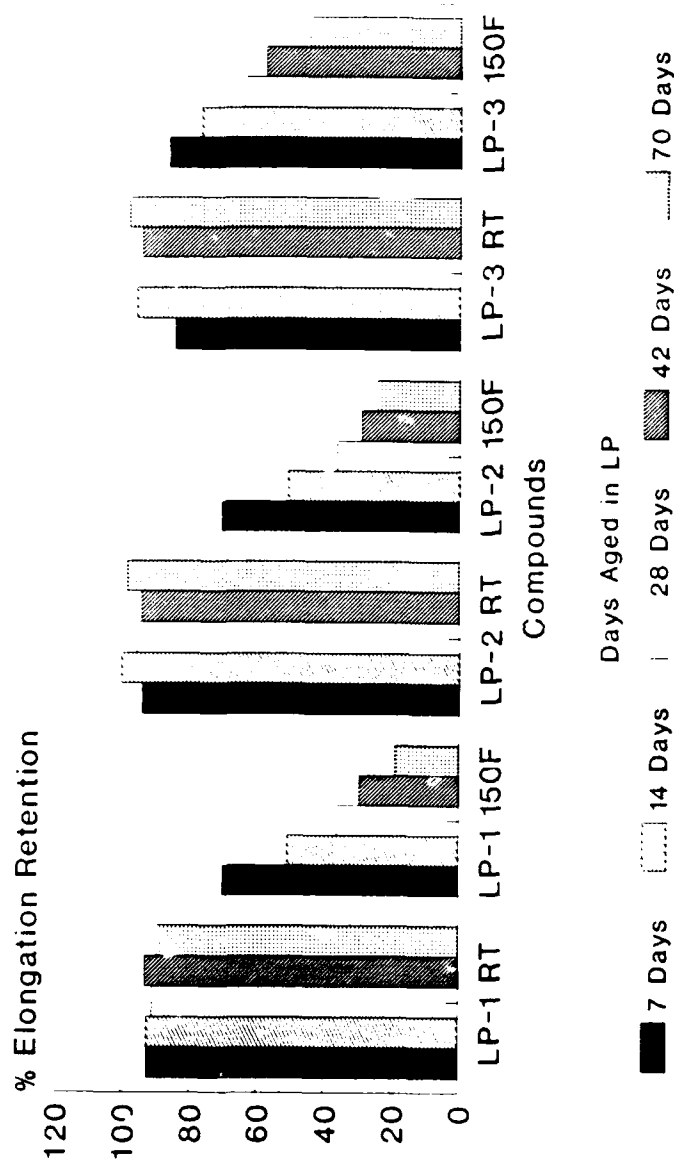 % Elongation Retention
120
100
80
60
40
20
0
LP-1 RT LP-1 150F LP-2 RT LP-2 150F LP-3 RT LP-3 150F
Compounds
Days Aged in LP
7 Days 14 Days 28 Days 42 Days 70 Days